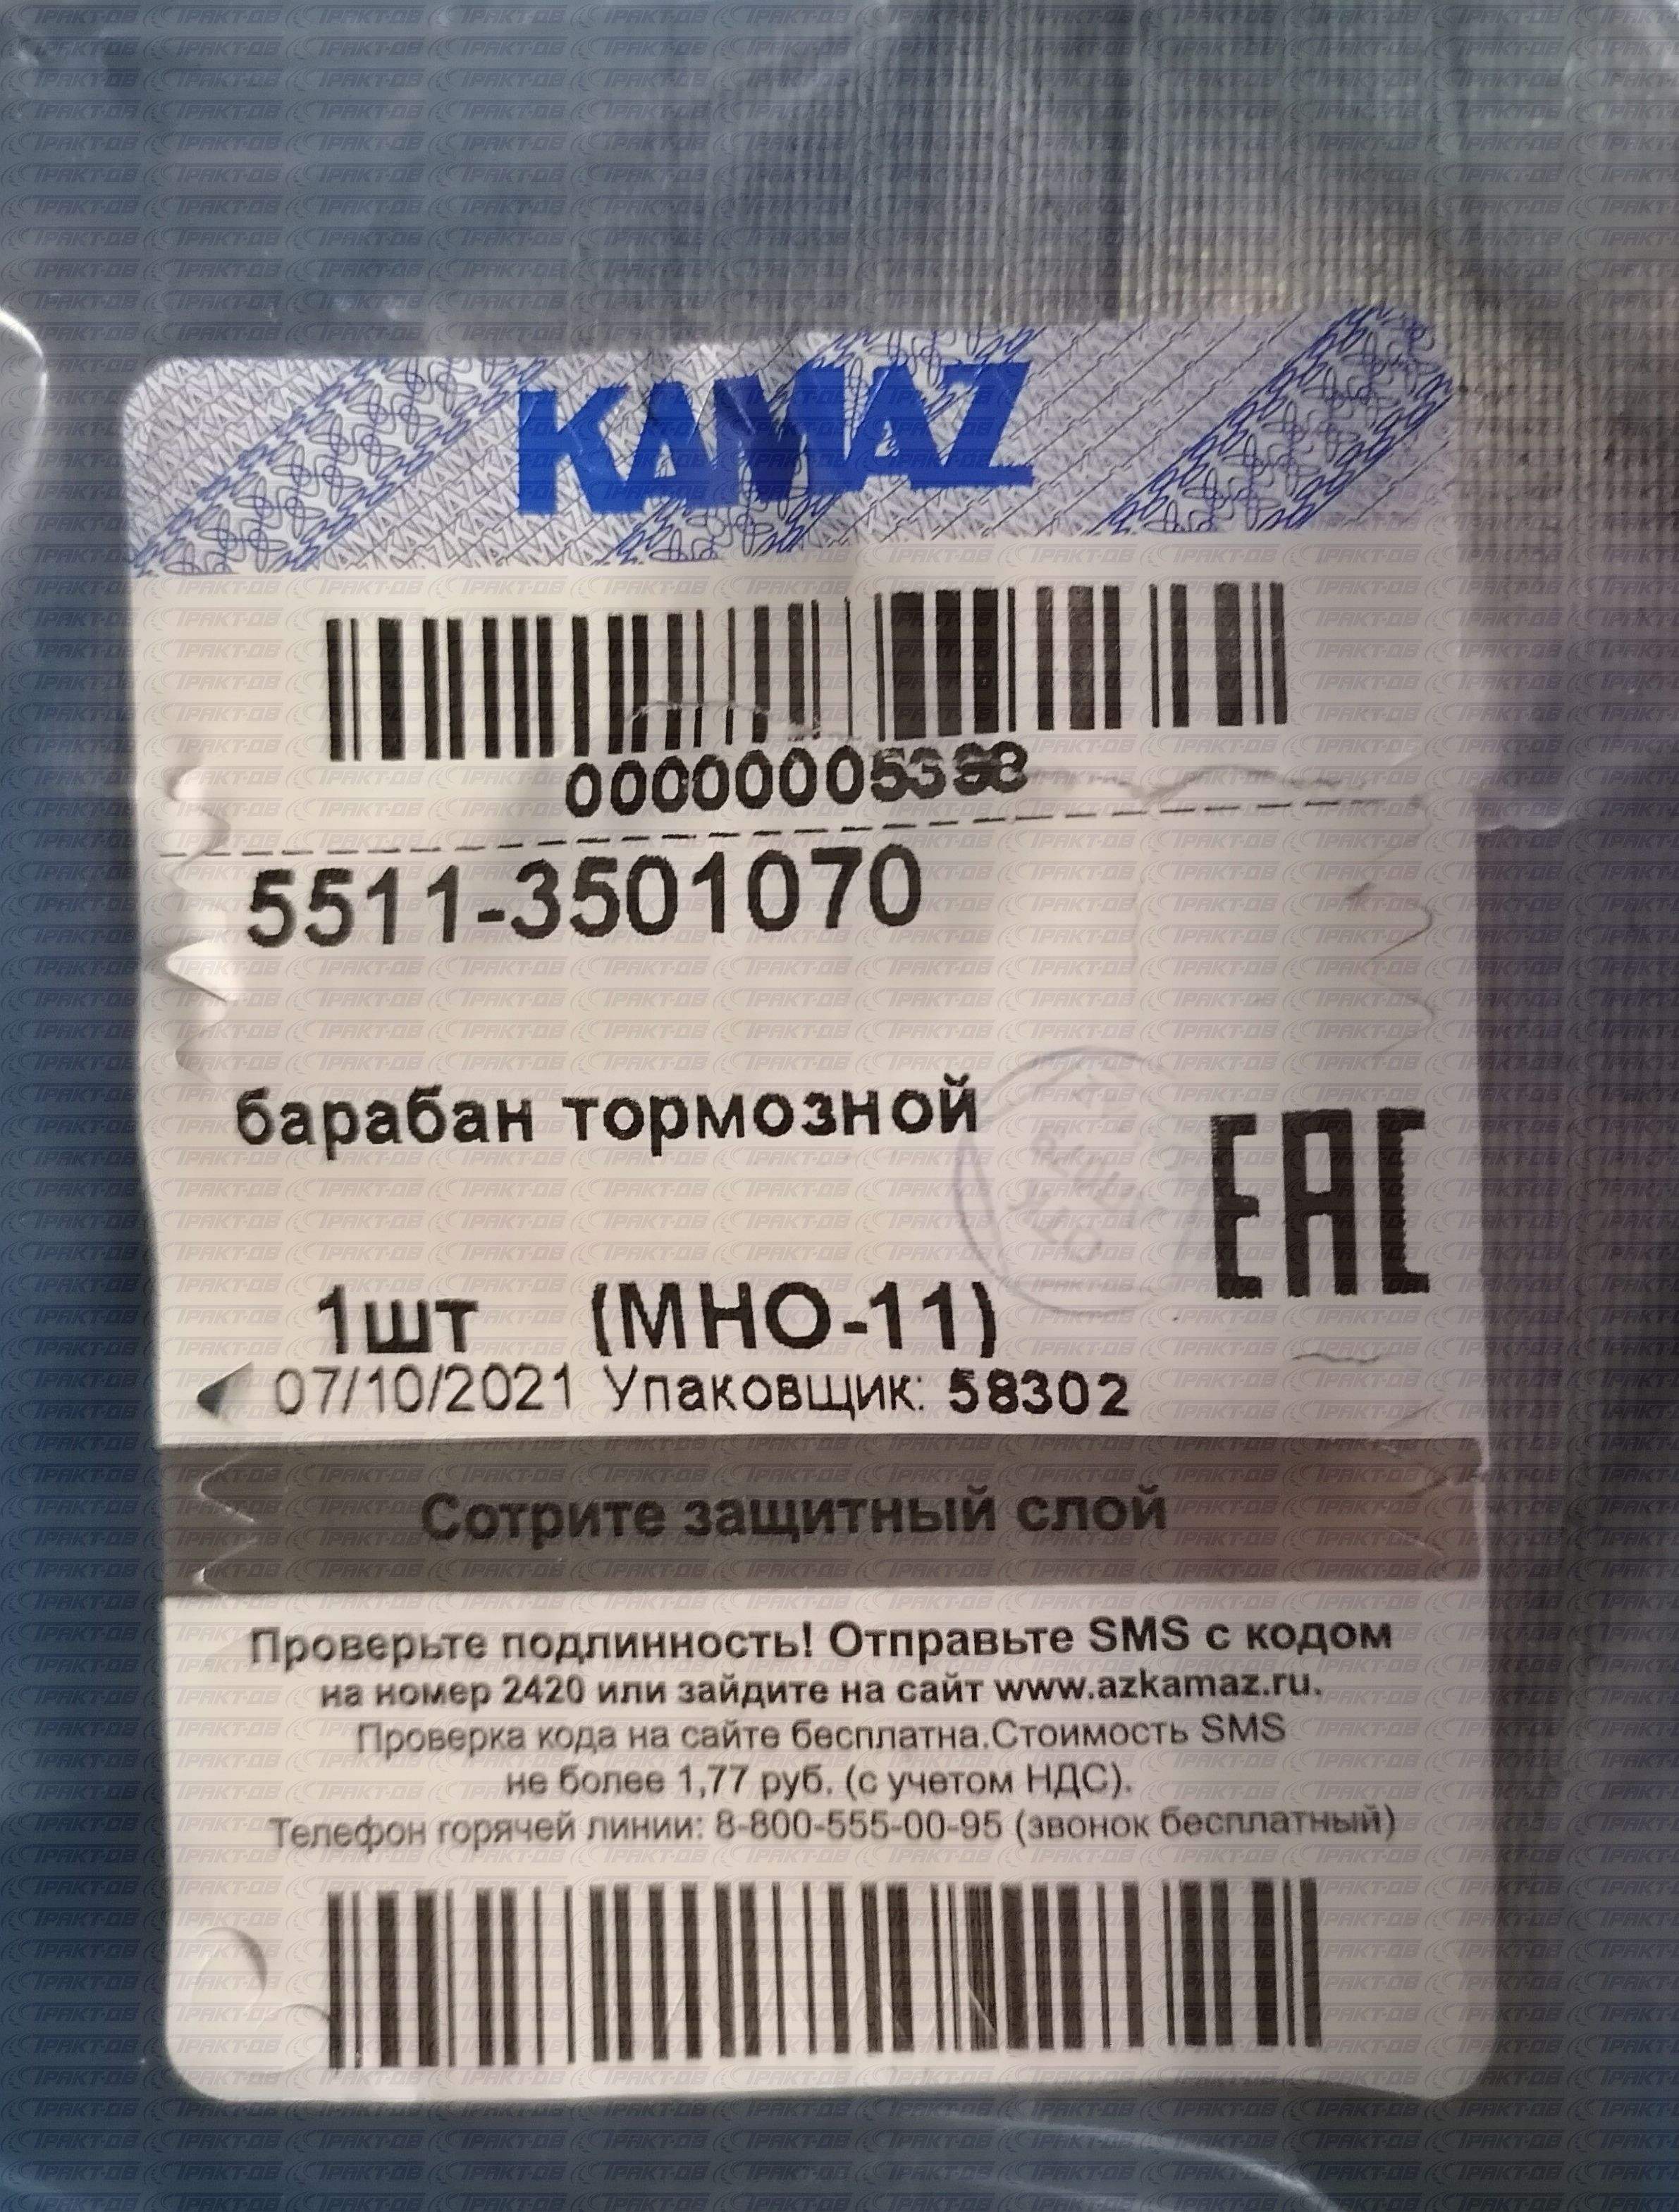 KAMAZ
5511-3501070
барабан тормозной
EAC
1шт (МНО-11)
07/10/2021 Упаковщик: 58302
Сотрите защитный слой
Проверьте подлинность! Отправьте SMS с кодом
на номер 2420 или зайдите на сайт www.azkamaz.ru.
Проверка кода на сайте бесплатна.Стоимость SMS
не более 1,77 руб. (с учетом НДС).
Телефон горячей линии: 8-800-555-00-95 (звонок бесплатный)
ТРАКТ-ДВ